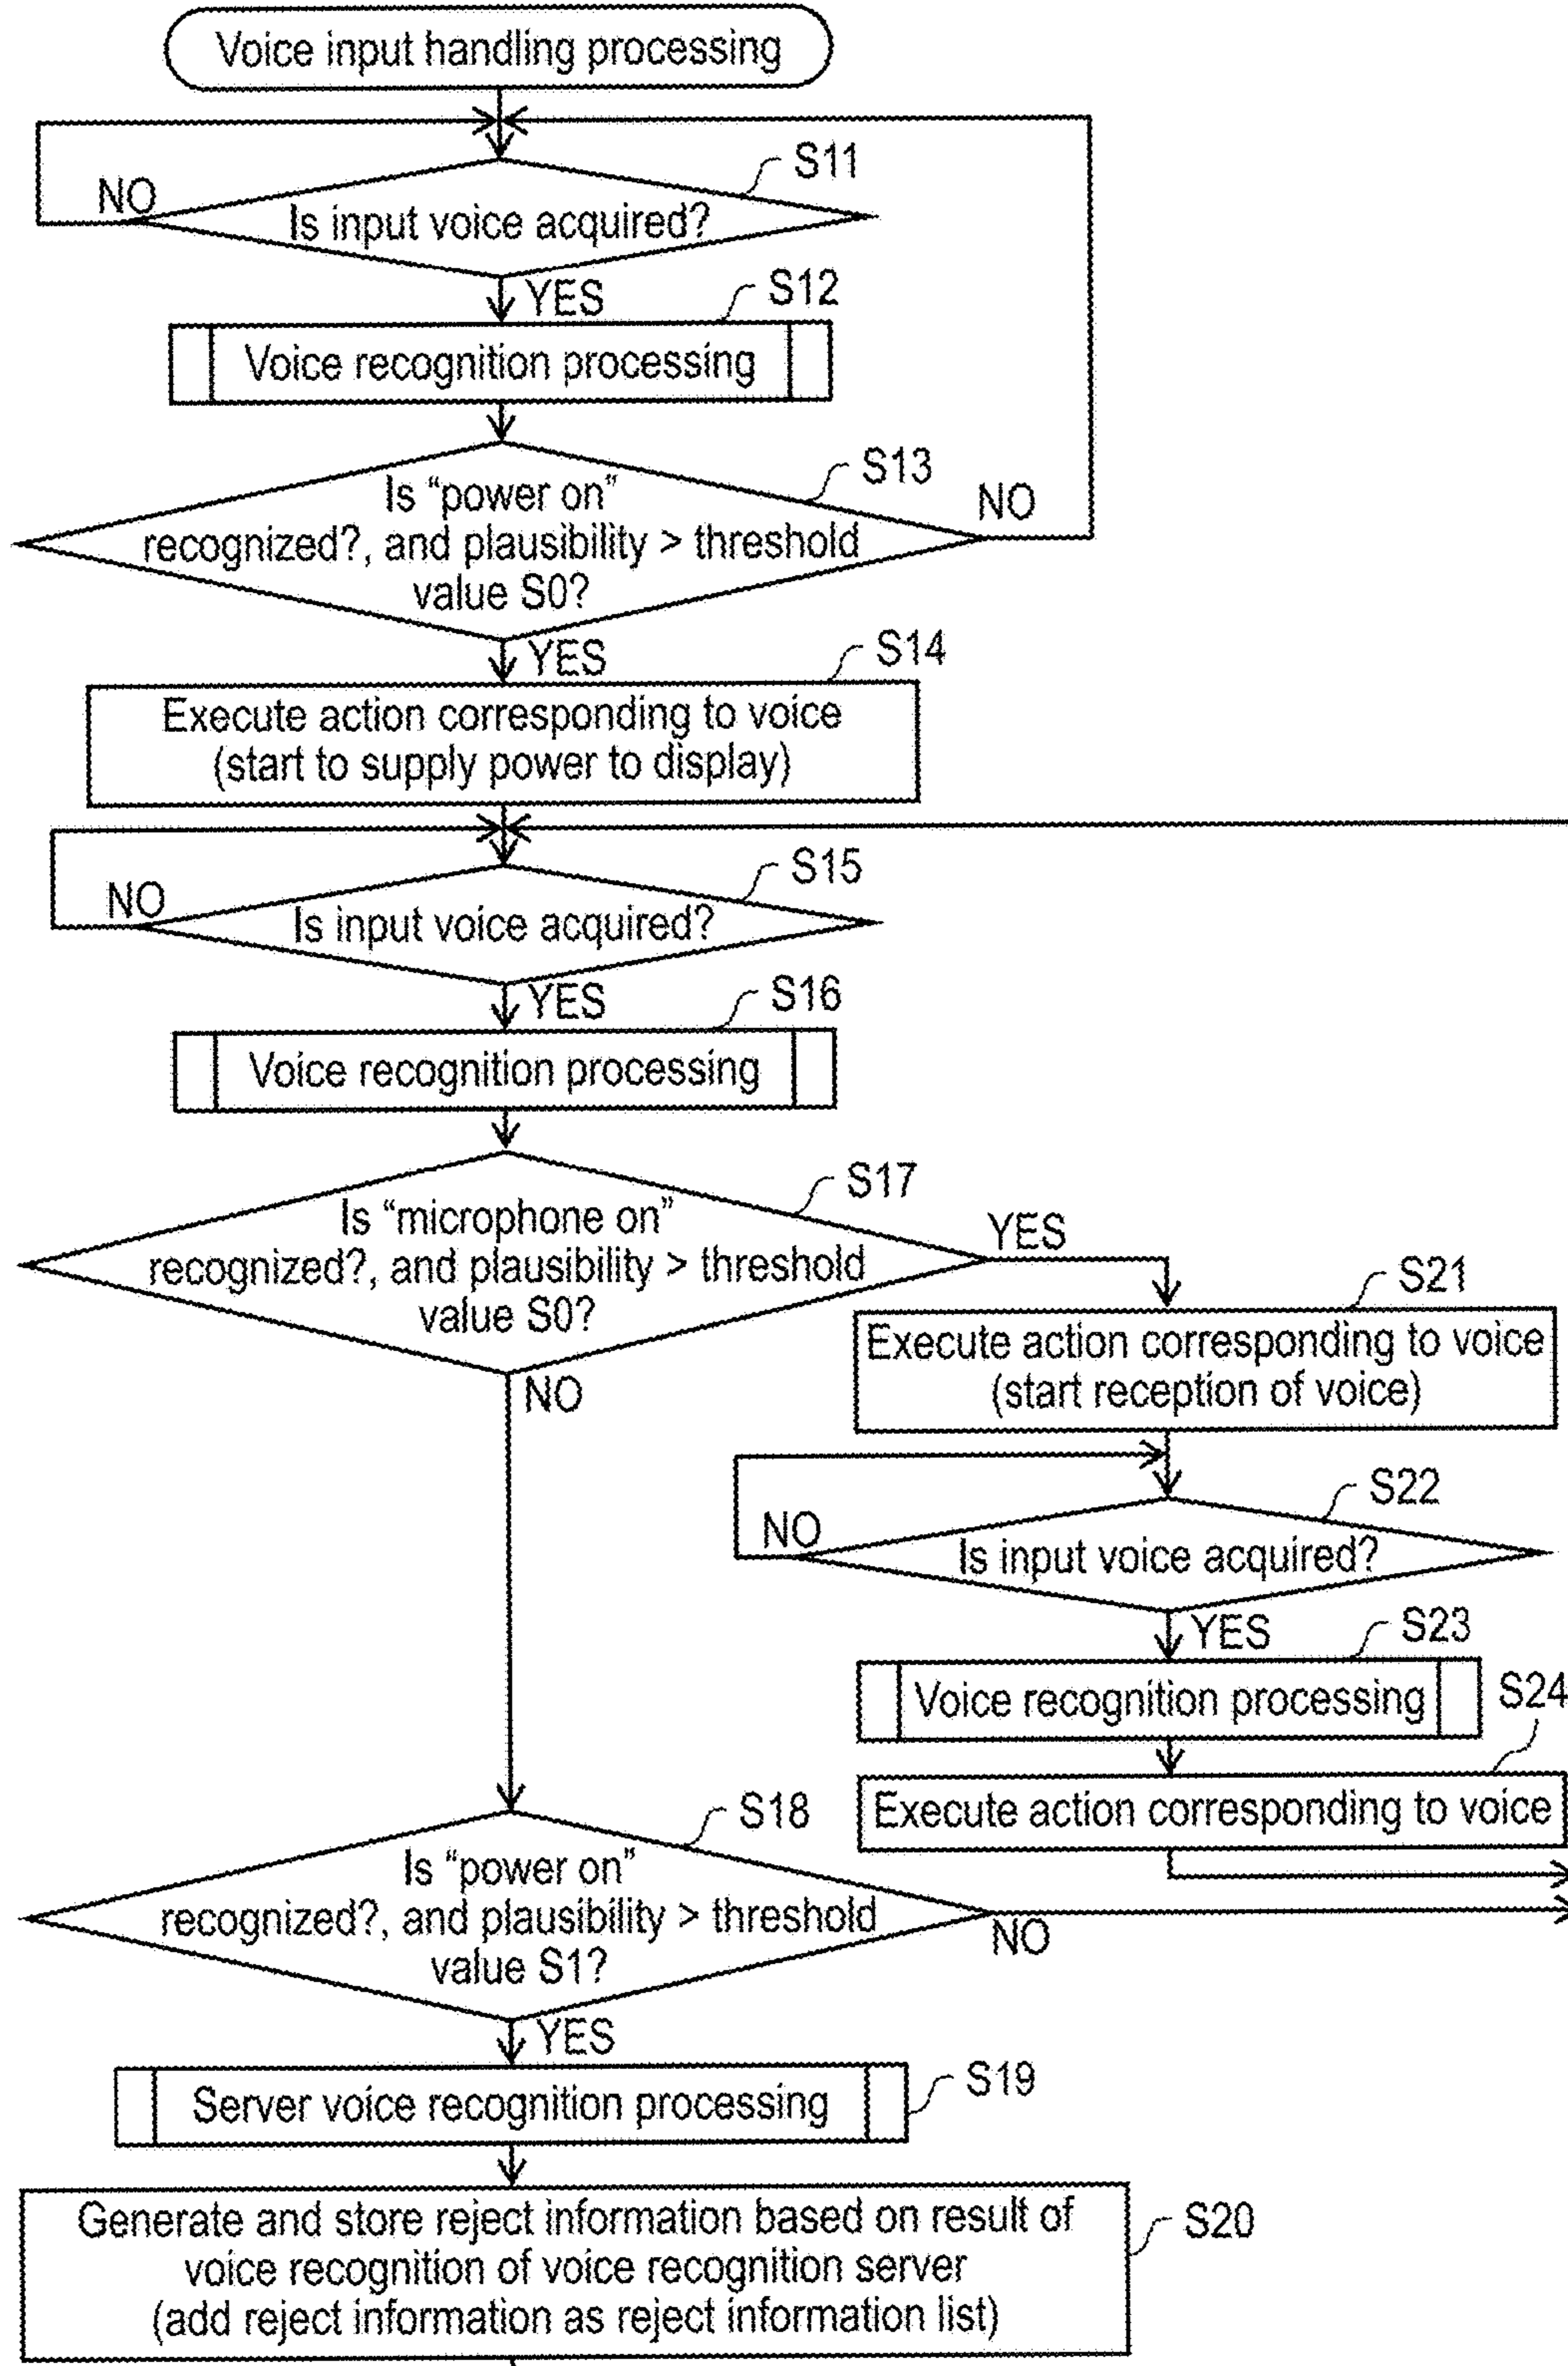 Voice input handling processing
S11
NO
Is input voice acquired?
YES
S12
Voice recognition processing
S13
Is “power on”
NO
recognized?, and plausibility > threshold
value S0?
YES
S14
Execute action corresponding to voice
(start to supply power to display)
S15
NO
Is input voice acquired?
YES
S16
Voice recognition processing
S17
Is “microphone on”
YES
recognized?, and plausibility > threshold
value S0?
NO
S21
Execute action corresponding to voice
(start reception of voice)
S22
NO
Is input voice acquired?
YES
S23
Voice recognition processing
S24
Execute action corresponding to voice
S18
Is “power on”
recognized?, and plausibility > threshold
value S1?
NO
YES
S19
Server voice recognition processing
S20
Generate and store reject information based on result of
voice recognition of voice recognition server
(add reject information as reject information list)